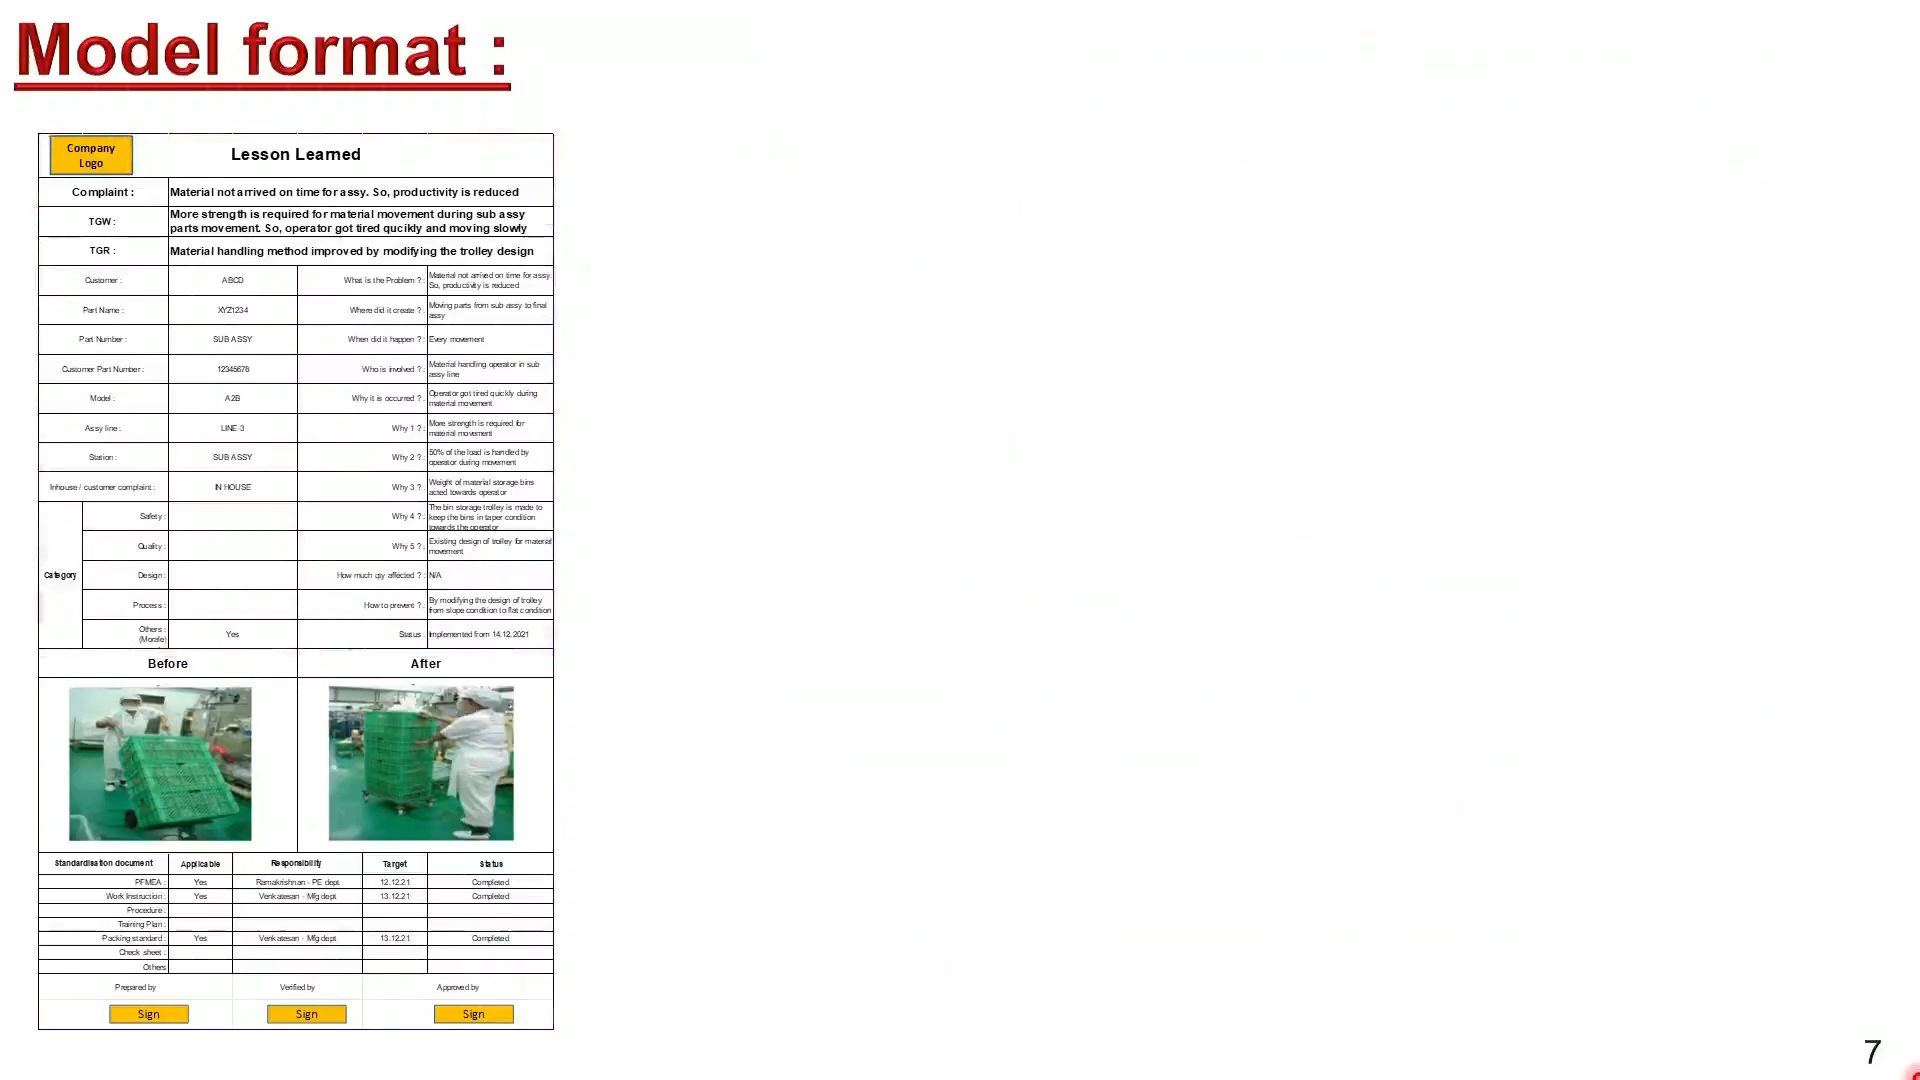 Model format :
Company
Logo
Lesson Learned
Complaint : Material not arrived on time for assy. So, productivity is reduced
TGW : More strength is required for material movement during sub assy
parts movement. So, operator got tired qucikly and moving slowly
TGR : Material handling method improved by modifying the trolley design
Customer : ABCD What is the Problem ? : Material not arrived on time for assy.
So, productivity is reduced
Part Name : XYZ1234 Where did it create ? : Moving parts from sub assy to final
assy
Part Number : SUB ASSY When did it happen ? : Every movement
Customer Part Number : 12345678 Who is involved ? : Material handling operator in sub
assy line
Model : A2B Why it is occurred ? : Operator got tired quickly during
material movement
Assy line : LINE-3 Why 1 ? : More strength is required for
material movement
Station : SUB ASSY Why 2 ? : 50% of the load is handled by
operator during movement
Inhouse / customer complaint : IN HOUSE Why 3 ? : Weight of material storage bins
acted towards operator
Category
Safety : Why 4 ? : The bin storage trolley is made to
keep the bins in taper condition
towards the operator
Quality : Why 5 ? : Existing design of trolley for material
movement
Design : How much qty affected ? : N/A
Process : How to prevent ? : By modifying the design of trolley
from slope condition to flat condition
Others :
(Morale) Yes Status : Implemented from 14.12.2021
Before After
Standardisation document Applicable Responsibility Target Status
PFMEA : Yes Ramakrishnan - PE dept 12.12.21 Completed
Work Instruction : Yes Venkatesan - Mfg dept 13.12.21 Completed
Procedure :
Training Plan :
Packing standard : Yes Venkatesan - Mfg dept 13.12.21 Completed
Check sheet :
Others
Prepared by Verified by Approved by
Sign Sign Sign
7